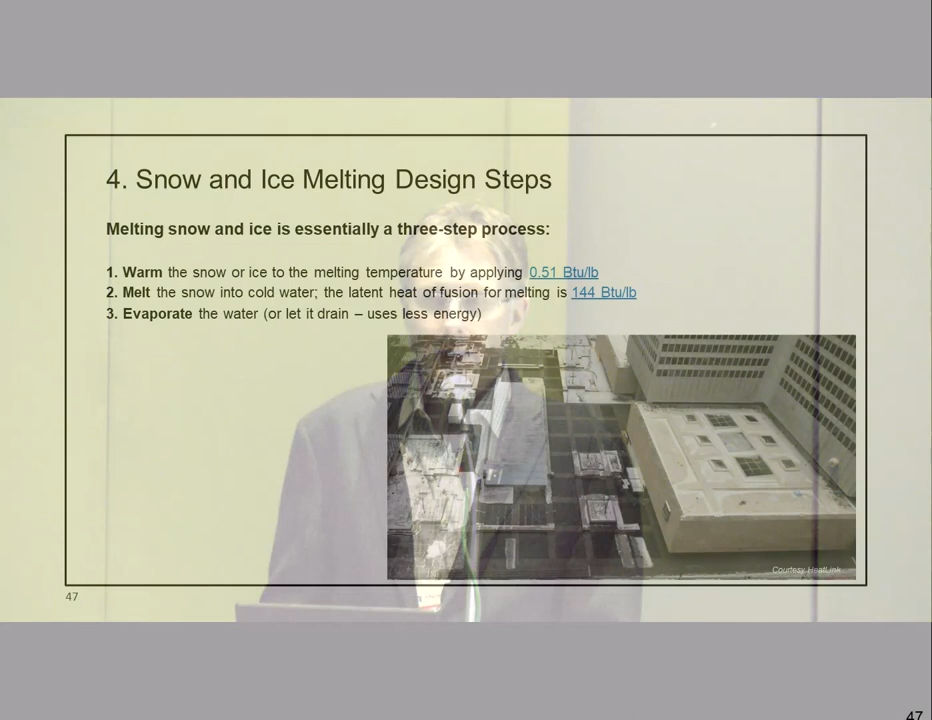 4. Snow and Ice Melting Design Steps
Melting snow and ice is essentially a three-step process:
1. Warm the snow or ice to the melting temperature by applying 0.51 Btu/lb
2. Melt the snow into cold water; the latent heat of fusion for melting is 144 Btu/lb
3. Evaporate the water (or let it drain – uses less energy)
Courtesy HeatLink
47
47